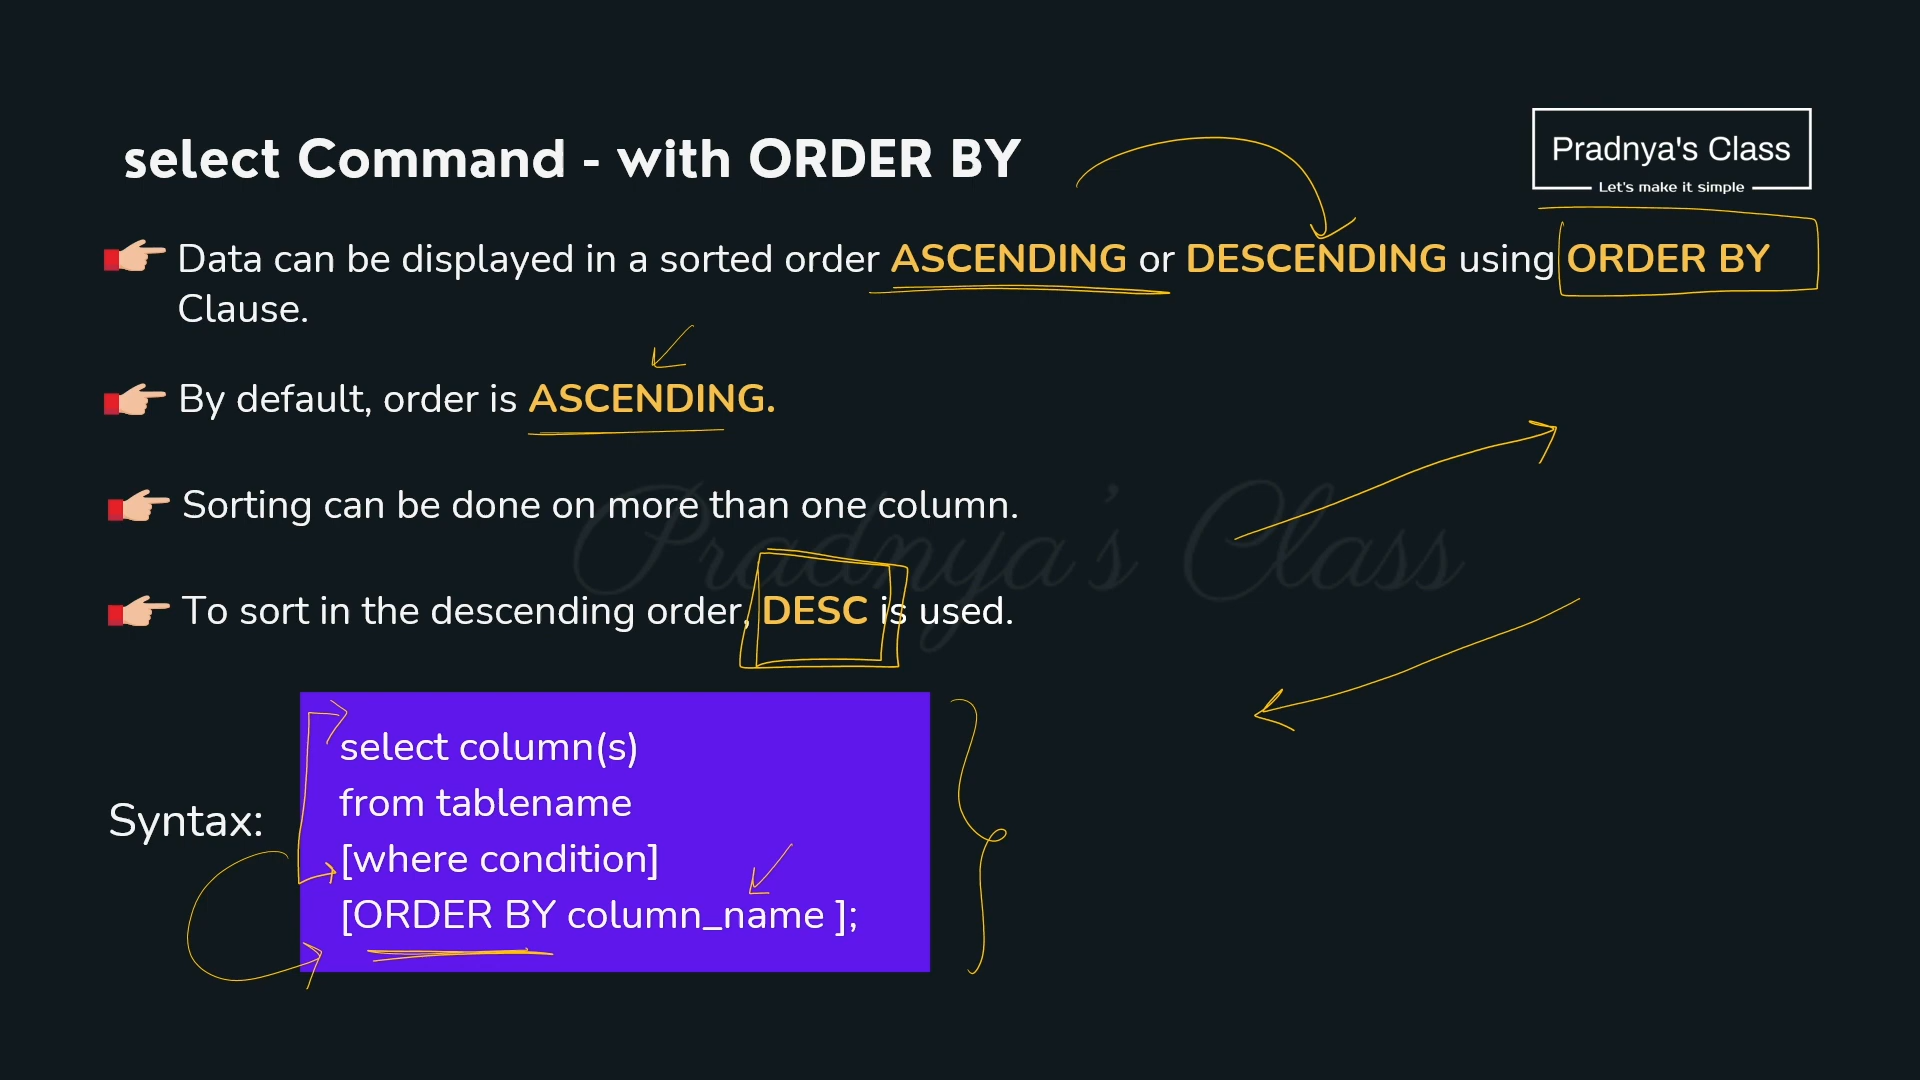 select Command - with ORDER BY
Pradnya's Class
Let's make it simple
Data can be displayed in a sorted order ASCENDING or DESCENDING using ORDER BY
Clause.
By default, order is ASCENDING.
Sorting can be done on more than one column.
Pradnya's Class
To sort in the descending order, DESC is used.
Syntax:
select column(s)
from tablename
[where condition]
[ORDER BY column_name ];